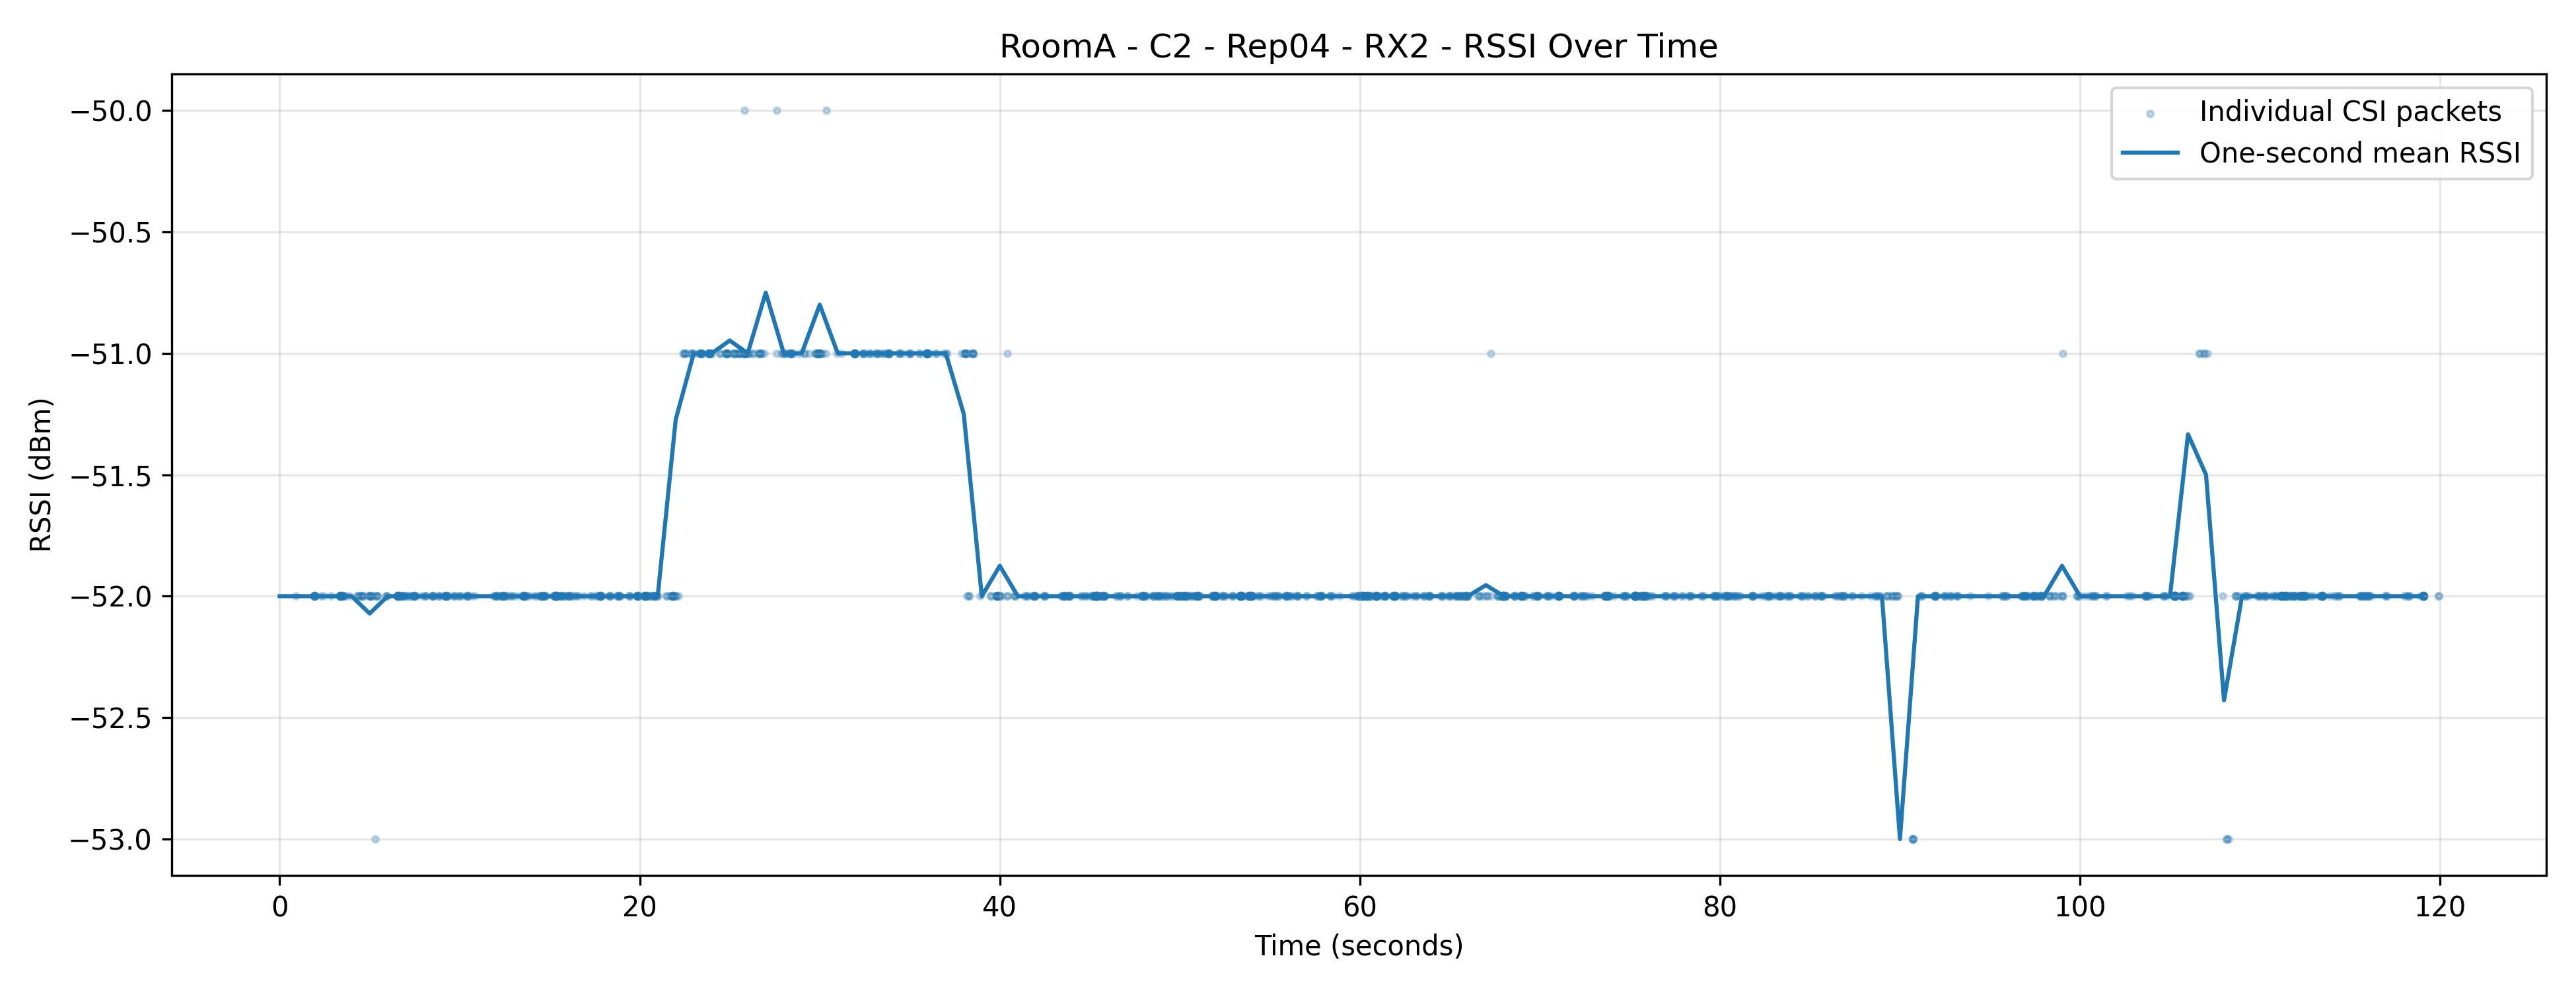 RoomA - C2 - Rep04 - RX2 - RSSI Over Time
Individual CSI packets
One-second mean RSSI
RSSI (dBm)
−50.0
−50.5
−51.0
−51.5
−52.0
−52.5
−53.0
0 20 40 60 80 100 120
Time (seconds)